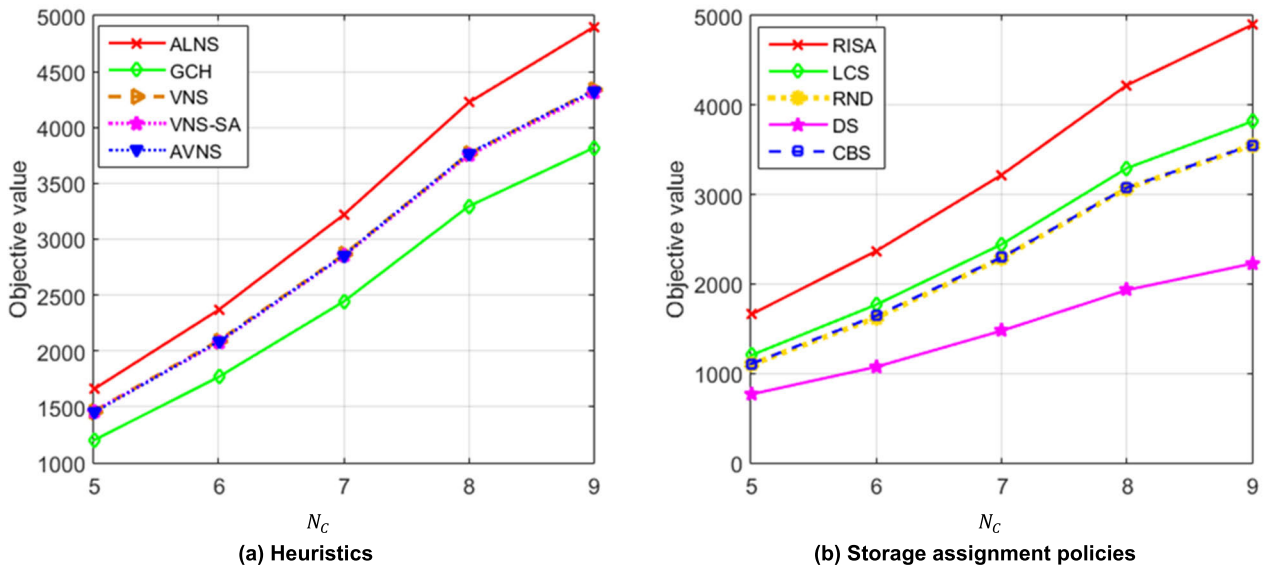 5000
4500
4000
3500
3000
2500
2000
1500
1000
Objective value
ALNS
GCH
VNS
VNS-SA
AVNS
5 6 7 8 9
N_C
(a) Heuristics
5000
4000
3000
2000
1000
0
Objective value
RISA
LCS
RND
DS
CBS
5 6 7 8 9
N_C
(b) Storage assignment policies